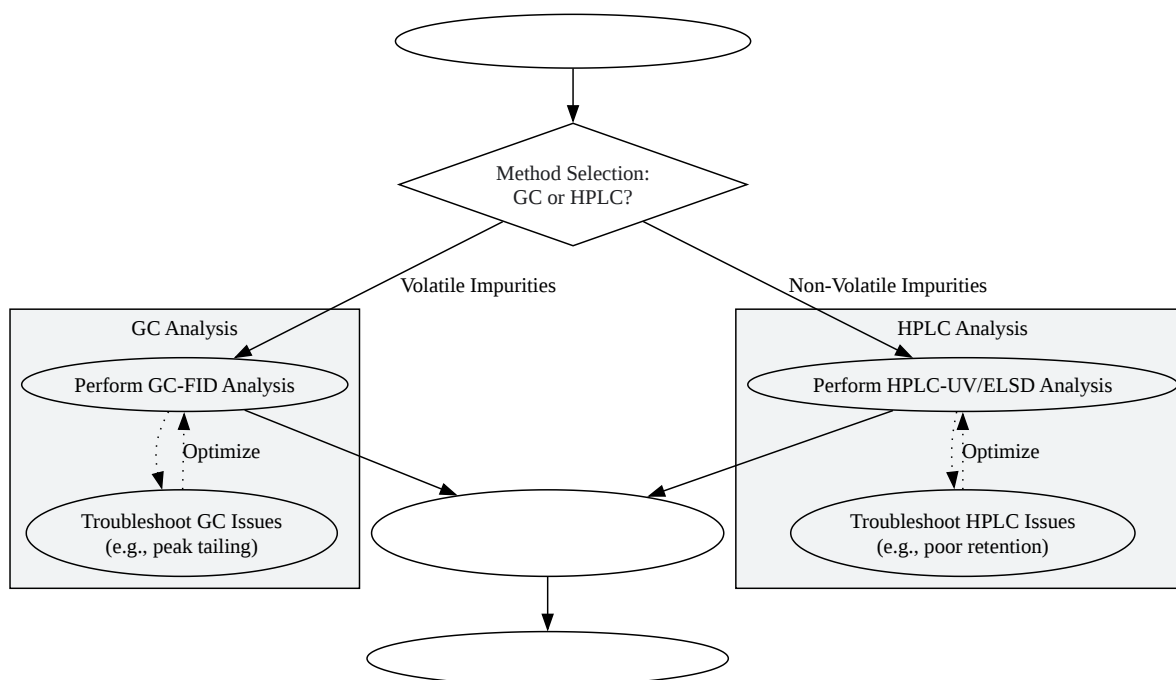 Method Selection:
GC or HPLC?
Volatile Impurities
Non-Volatile Impurities
GC Analysis
HPLC Analysis
Perform GC-FID Analysis
Perform HPLC-UV/ELSD Analysis
Optimize
Optimize
Troubleshoot GC Issues
(e.g., peak tailing)
Troubleshoot HPLC Issues
(e.g., poor retention)